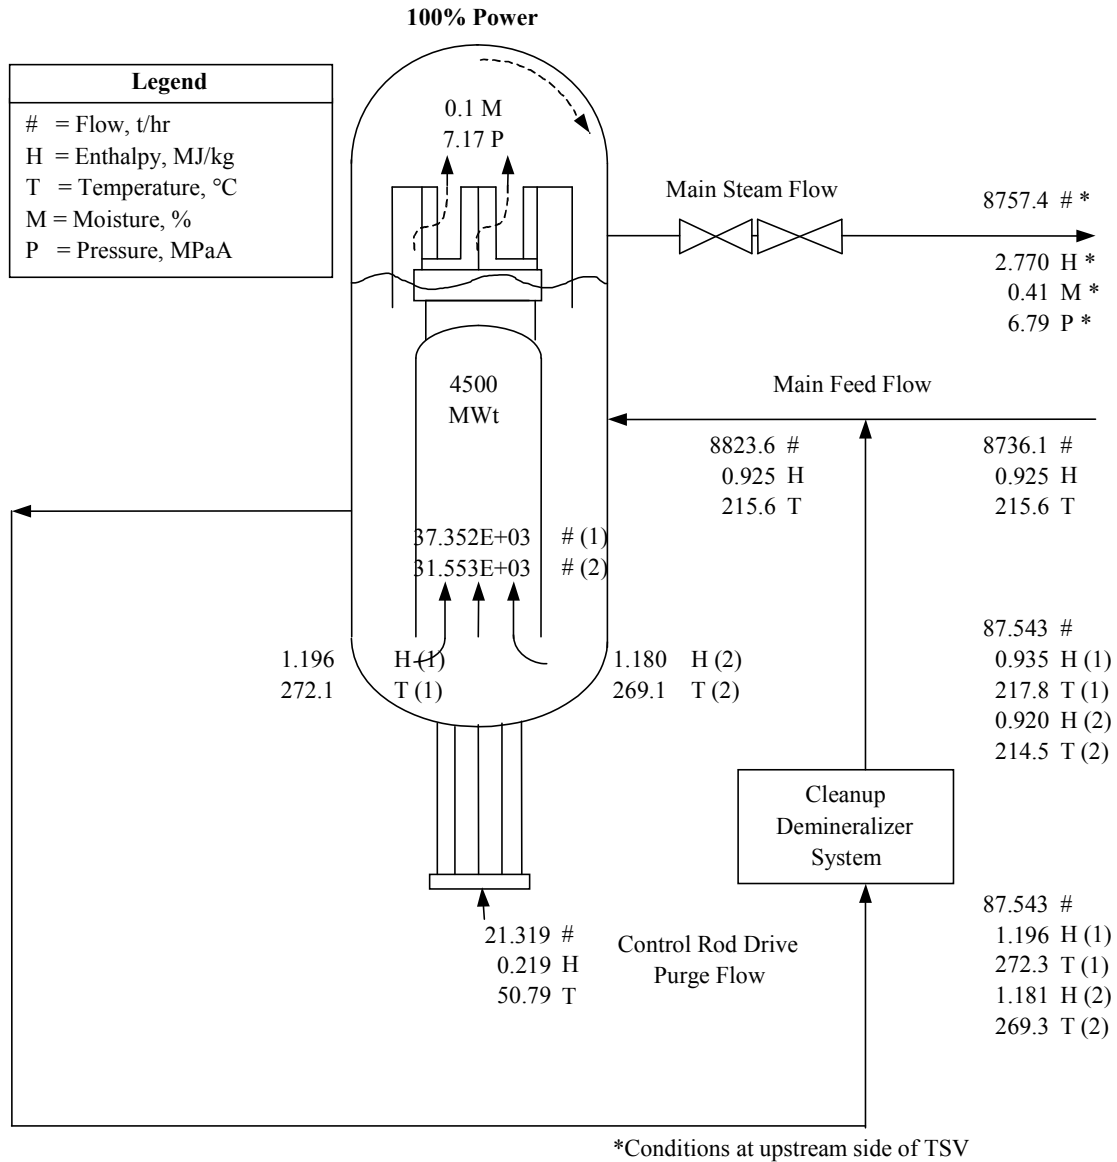 100% Power
Legend
# = Flow, t/hr
H = Enthalpy, MJ/kg
T = Temperature, °C
M = Moisture, %
P = Pressure, MPaA
0.1 M
7.17 P
Main Steam Flow
8757.4 # *
2.770 H *
0.41 M *
6.79 P *
4500
MWt
Main Feed Flow
8823.6 #
0.925 H
215.6 T
8736.1 #
0.925 H
215.6 T
37.352E+03 # (1)
31.553E+03 # (2)
1.196 H (1)
272.1 T (1)
1.180 H (2)
269.1 T (2)
87.543 #
0.935 H (1)
217.8 T (1)
0.920 H (2)
214.5 T (2)
Cleanup
Demineralizer
System
21.319 #
0.219 H
50.79 T
Control Rod Drive
Purge Flow
87.543 #
1.196 H (1)
272.3 T (1)
1.181 H (2)
269.3 T (2)
*Conditions at upstream side of TSV